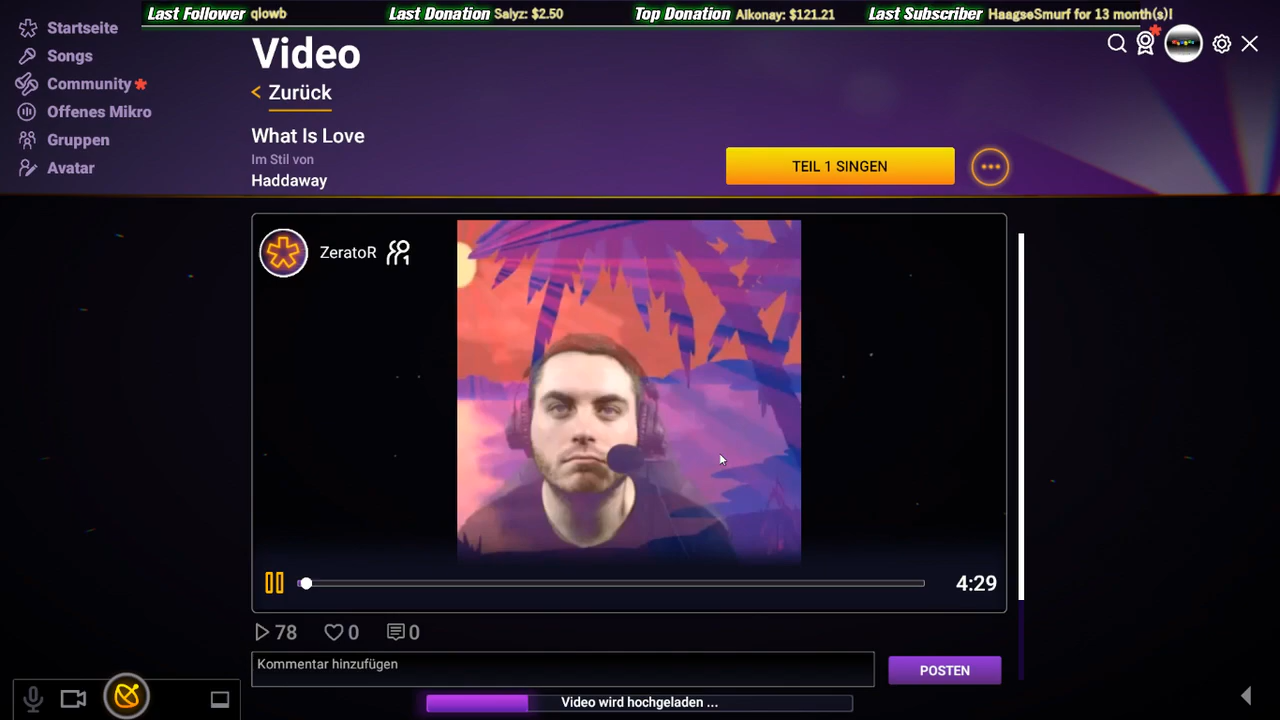 Last Follower qlowb
Last Donation Salyz: $2.50
Top Donation Alkonay: $121.21
Last Subscriber HaagseSmurf for 13 month(s)!
Startseite
Songs
Community
Offenes Mikro
Gruppen
Avatar
Video
< Zurück
What Is Love
Im Stil von
Haddaway
TEIL 1 SINGEN
ZeratoR
4:29
78
0
0
Kommentar hinzufügen
POSTEN
Video wird hochgeladen ...